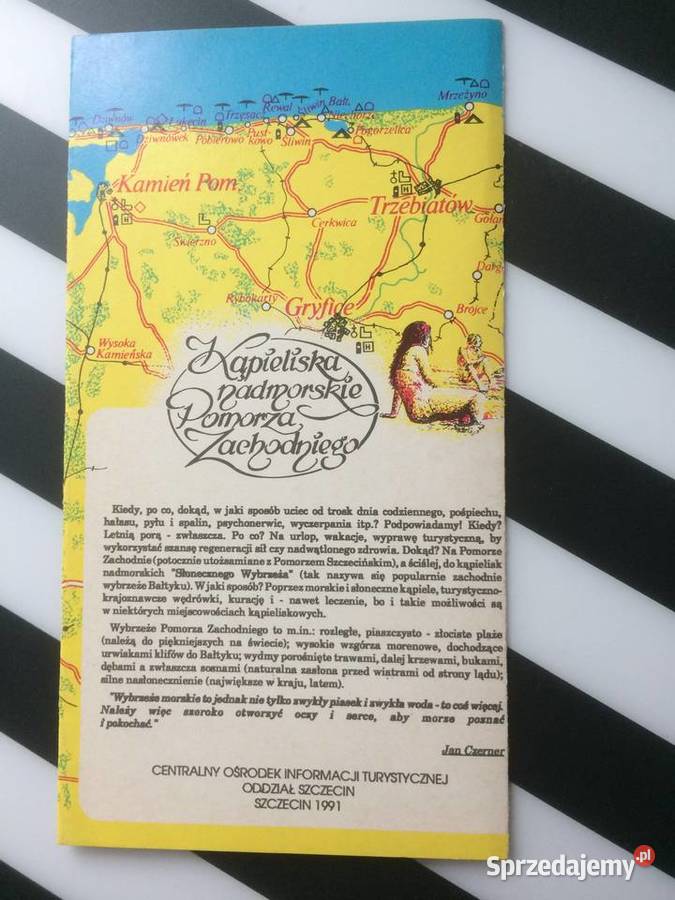 Mrzeżyno
Dziwnów
Łukęcin
Trzęsacz
Rewal
Niechorze
Dziwnówek
Pobierowo
Pust-
kowo
Śliwin
Pogorzelica
Kamień Pom
Trzebiatów
Gołań
Cerkwica
Świerzno
Darg
Rybokarty
Gryfice
Brojce
Wysoka
Kamieńska
Kąpieliska
nadmorskie
Pomorza
Zachodniego
Kiedy, po co, dokąd, w jaki sposób uciec od trosk dnia codziennego, pośpiechu,
hałasu, pyłu i spalin, psychonerwic, wyczerpania itp.? Podpowiadamy! Kiedy?
Letnią porą - zwłaszcza. Po co? Na urlop, wakacje, wyprawę turystyczną, by
wykorzystać szansę regeneracji sił czy nadwątlonego zdrowia. Dokąd? Na Pomorze
Zachodnie (potocznie utożsamiane z Pomorzem Szczecińskim), a ściślej, do kąpielisk
nadmorskich "Słonecznego Wybrzeża" (tak nazywa się popularnie zachodnie
wybrzeże Bałtyku). W jaki sposób? Poprzez morskie i słoneczne kąpiele, turystyczno-
krajoznawcze wędrówki, kurację i - nawet leczenie, bo i takie możliwości są
w niektórych miejscowościach kąpieliskowych.
Wybrzeże Pomorza Zachodniego to m.in.: rozległe, piaszczysto - złociste plaże
(należą do piękniejszych na świecie); wysokie wzgórza morenowe, dochodzące
urwiskami klifów do Bałtyku; wydmy porośnięte trawami, dalej krzewami, bukami,
dębami a zwłaszcza sosnami (naturalna zasłona przed wiatrami od strony lądu);
silne nasłonecznienie (największe w kraju, latem).
"Wybrzeże morskie to jednak nie tylko zwykły piasek i zwykła woda - to coś więcej.
Należy więc szeroko otworzyć oczy i serce, aby morze poznać
i pokochać."
Jan Czerner
CENTRALNY OŚRODEK INFORMACJI TURYSTYCZNEJ
ODDZIAŁ SZCZECIN
SZCZECIN 1991
Sprzedajemy.pl